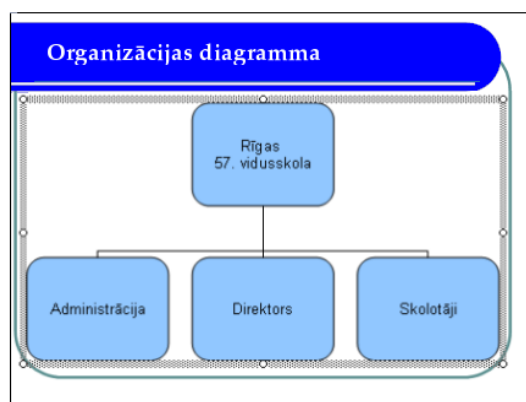 Organizācijas diagramma
Rīgas
57. vidusskola
Administrācija
Direktors
Skolotāji